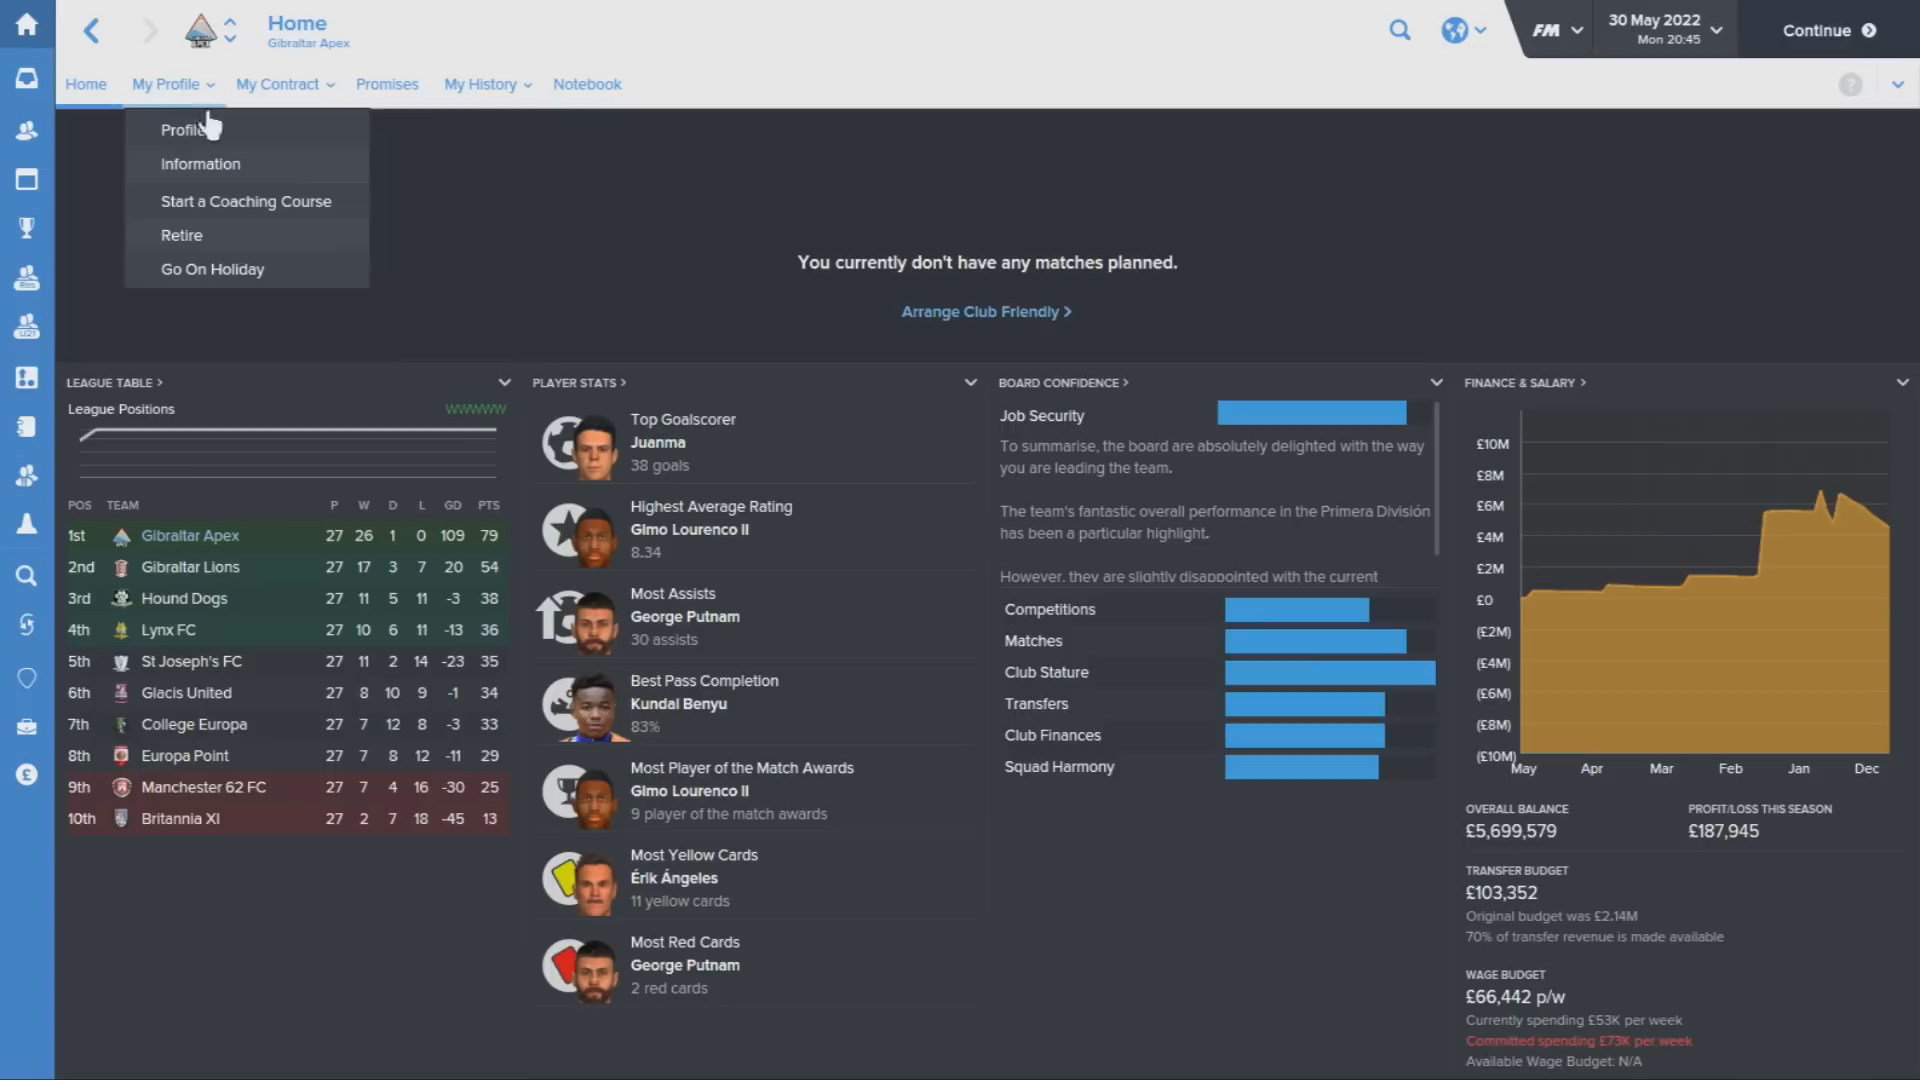 Home
Gibraltar Apex
FM
30 May 2022
Mon 20:45
Continue
Home
My Profile
My Contract
Promises
My History
Notebook
?
Profile
Information
Start a Coaching Course
Retire
Go On Holiday
You currently don't have any matches planned.
Arrange Club Friendly >
LEAGUE TABLE >
League Positions WWWWW
POS TEAM P W D L GD PTS
1st Gibraltar Apex 27 26 1 0 109 79
2nd Gibraltar Lions 27 17 3 7 20 54
3rd Hound Dogs 27 11 5 11 -3 38
4th Lynx FC 27 10 6 11 -13 36
5th St Joseph's FC 27 11 2 14 -23 35
6th Glacis United 27 8 10 9 -1 34
7th College Europa 27 7 12 8 -3 33
8th Europa Point 27 7 8 12 -11 29
9th Manchester 62 FC 27 7 4 16 -30 25
10th Britannia XI 27 2 7 18 -45 13
PLAYER STATS >
Top Goalscorer
Juanma
38 goals
Highest Average Rating
Gimo Lourenco II
8.34
Most Assists
George Putnam
30 assists
Best Pass Completion
Kundai Benyu
83%
Most Player of the Match Awards
Gimo Lourenco II
9 player of the match awards
Most Yellow Cards
Érik Ángeles
11 yellow cards
Most Red Cards
George Putnam
2 red cards
BOARD CONFIDENCE >
Job Security
To summarise, the board are absolutely delighted with the way
you are leading the team.
The team's fantastic overall performance in the Primera División
has been a particular highlight.
However, they are slightly disappointed with the current
Competitions
Matches
Club Stature
Transfers
Club Finances
Squad Harmony
FINANCE & SALARY >
£10M
£8M
£6M
£4M
£2M
£0
(£2M)
(£4M)
(£6M)
(£8M)
(£10M)
May Apr Mar Feb Jan Dec
OVERALL BALANCE
£5,699,579
PROFIT/LOSS THIS SEASON
£187,945
TRANSFER BUDGET
£103,352
Original budget was £2.14M
70% of transfer revenue is made available
WAGE BUDGET
£66,442 p/w
Currently spending £53K per week
Committed spending £73K per week
Available Wage Budget: N/A